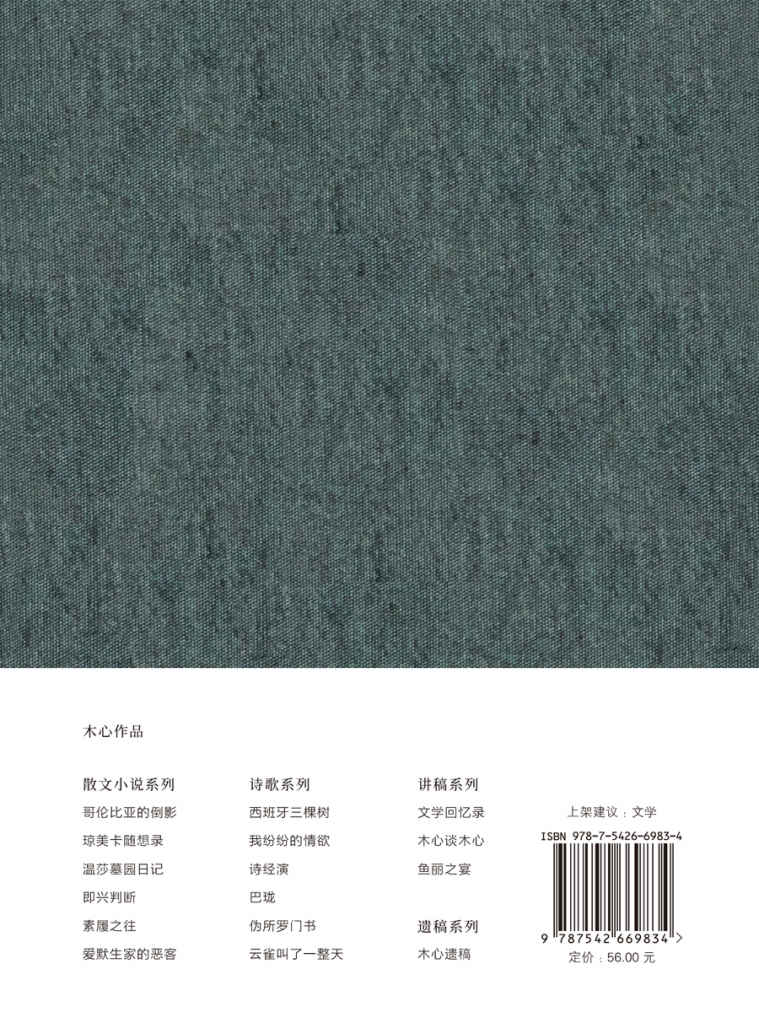 木心作品
散文小说系列
哥伦比亚的倒影
琼美卡随想录
温莎墓园日记
即兴判断
素履之往
爱默生家的恶客
诗歌系列
西班牙三棵树
我纷纷的情欲
诗经演
巴珑
伪所罗门书
云雀叫了一整天
讲稿系列
文学回忆录
木心谈木心
鱼丽之宴
遗稿系列
木心遗稿
上架建议：文学
ISBN 978-7-5426-6983-4
9 787542 669834 >
定价：56.00 元